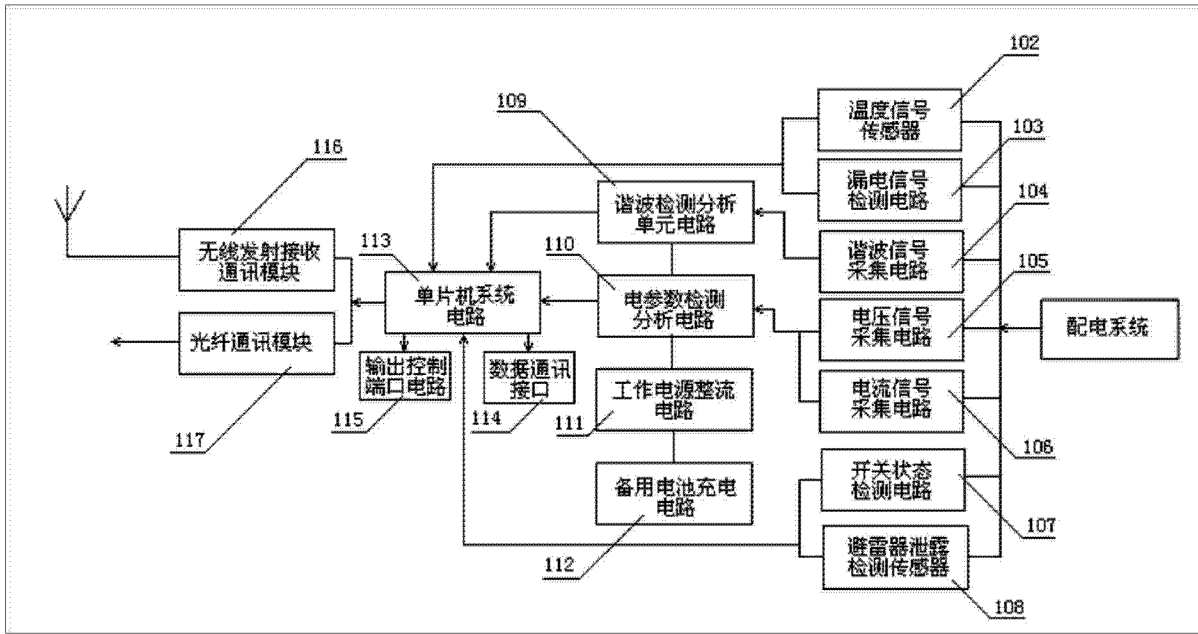 102
温度信号
传感器
109
103
116
漏电信号
检测电路
104
谐波检测分析
单元电路
113
110
无线发射接收
通讯模块
谐波信号
采集电路
105
单片机系统
电路
电参数检测
分析电路
电压信号
采集电路
配电系统
光纤通讯模块
输出控制
端口电路
数据通讯
接口
工作电源整流
电路
电流信号
采集电路
115
114
111
117
106
开关状态
检测电路
备用电池充电
电路
107
避雷器泄露
检测传感器
112
108